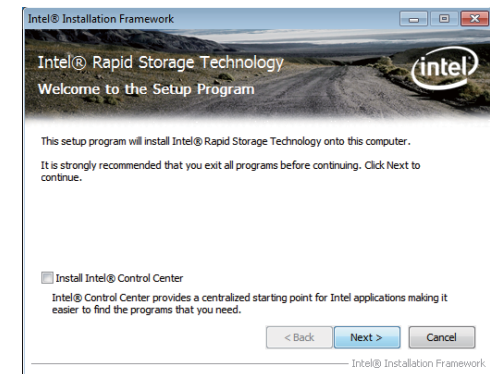 Intel® Installation Framework
Intel® Rapid Storage Technology
Welcome to the Setup Program
intel
This setup program will install Intel® Rapid Storage Technology onto this computer.
It is strongly recommended that you exit all programs before continuing. Click Next to
continue.
Install Intel® Control Center
Intel® Control Center provides a centralized starting point for Intel applications making it
easier to find the programs that you need.
< Back
Next >
Cancel
Intel® Installation Framework